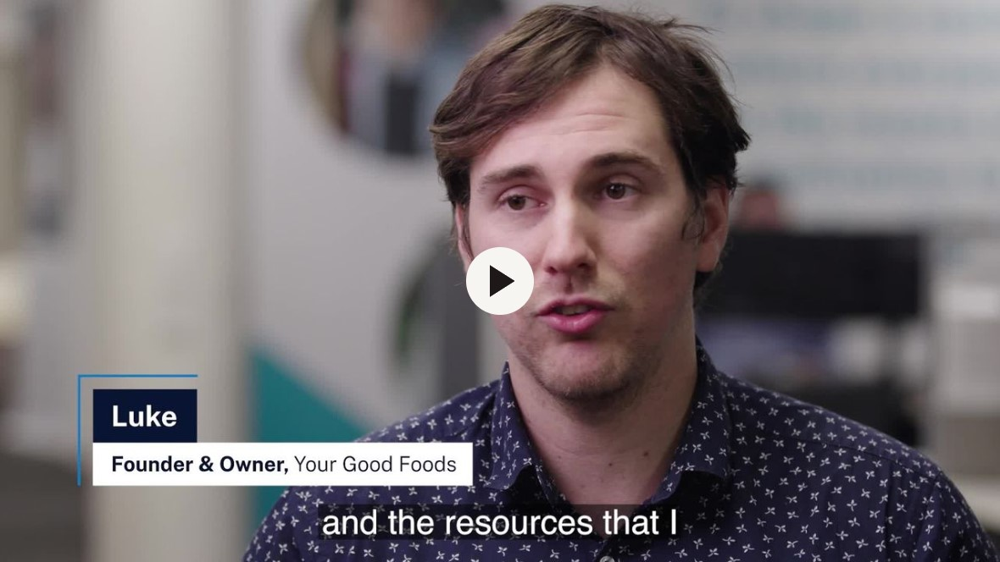 Luke
Founder & Owner, Your Good Foods
and the resources that I